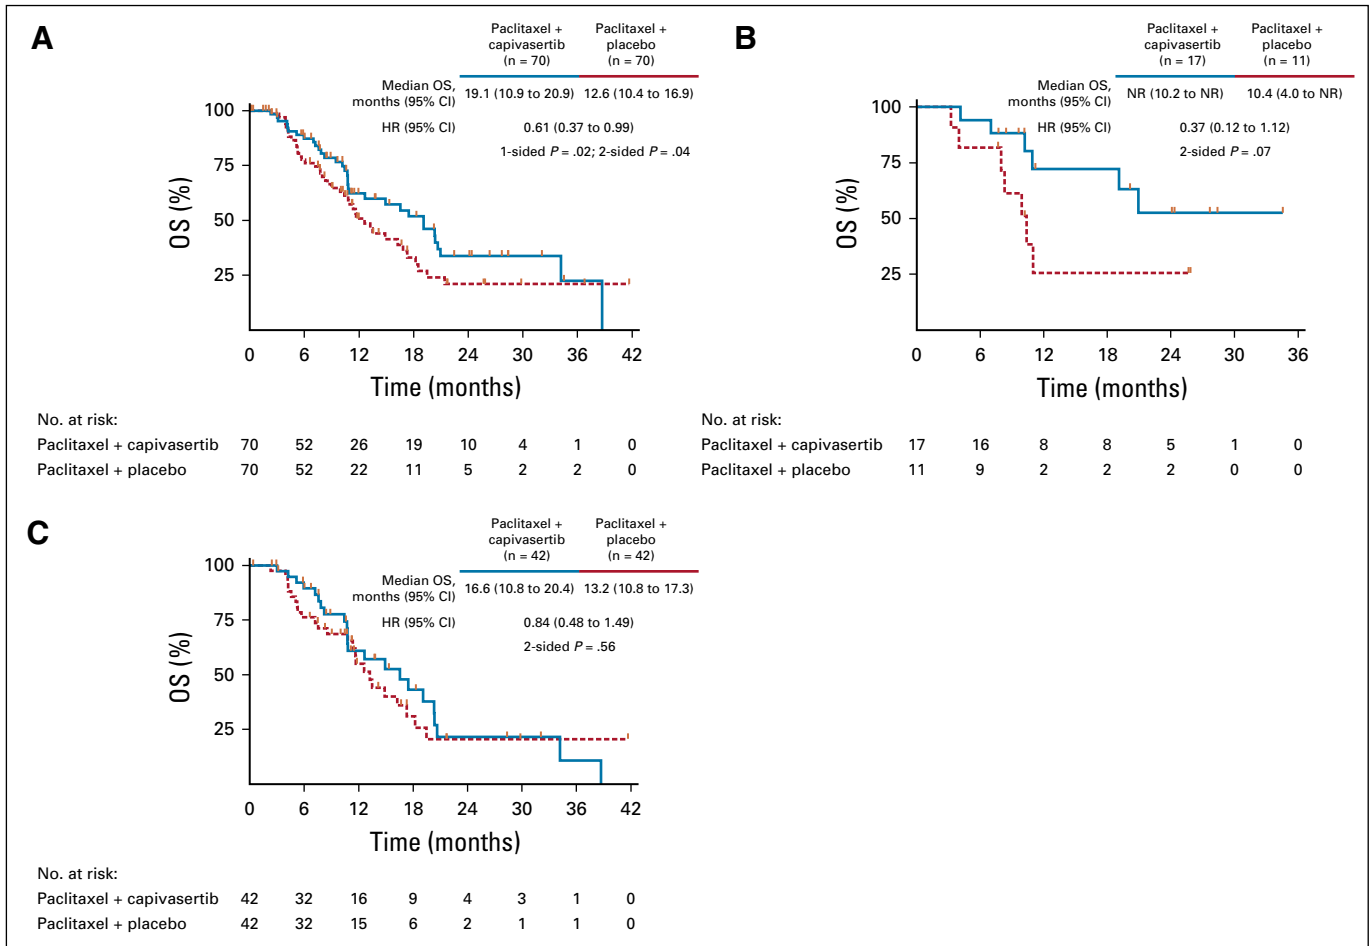 A
Paclitaxel + Paclitaxel +
capivasertib placebo
(n = 70) (n = 70)
Median OS,
months (95% CI) 19.1 (10.9 to 20.9) 12.6 (10.4 to 16.9)
HR (95% CI) 0.61 (0.37 to 0.99)
1-sided P = .02; 2-sided P = .04
OS (%)
100
75
50
25
0 6 12 18 24 30 36 42
Time (months)
No. at risk:
Paclitaxel + capivasertib 70 52 26 19 10 4 1 0
Paclitaxel + placebo 70 52 22 11 5 2 2 0
B
Paclitaxel + Paclitaxel +
capivasertib placebo
(n = 17) (n = 11)
Median OS,
months (95% CI) NR (10.2 to NR) 10.4 (4.0 to NR)
HR (95% CI) 0.37 (0.12 to 1.12)
2-sided P = .07
OS (%)
100
75
50
25
0 6 12 18 24 30 36
Time (months)
No. at risk:
Paclitaxel + capivasertib 17 16 8 8 5 1 0
Paclitaxel + placebo 11 9 2 2 2 0 0
C
Paclitaxel + Paclitaxel +
capivasertib placebo
(n = 42) (n = 42)
Median OS,
months (95% CI) 16.6 (10.8 to 20.4) 13.2 (10.8 to 17.3)
HR (95% CI) 0.84 (0.48 to 1.49)
2-sided P = .56
OS (%)
100
75
50
25
0 6 12 18 24 30 36 42
Time (months)
No. at risk:
Paclitaxel + capivasertib 42 32 16 9 4 3 1 0
Paclitaxel + placebo 42 32 15 6 2 1 1 0